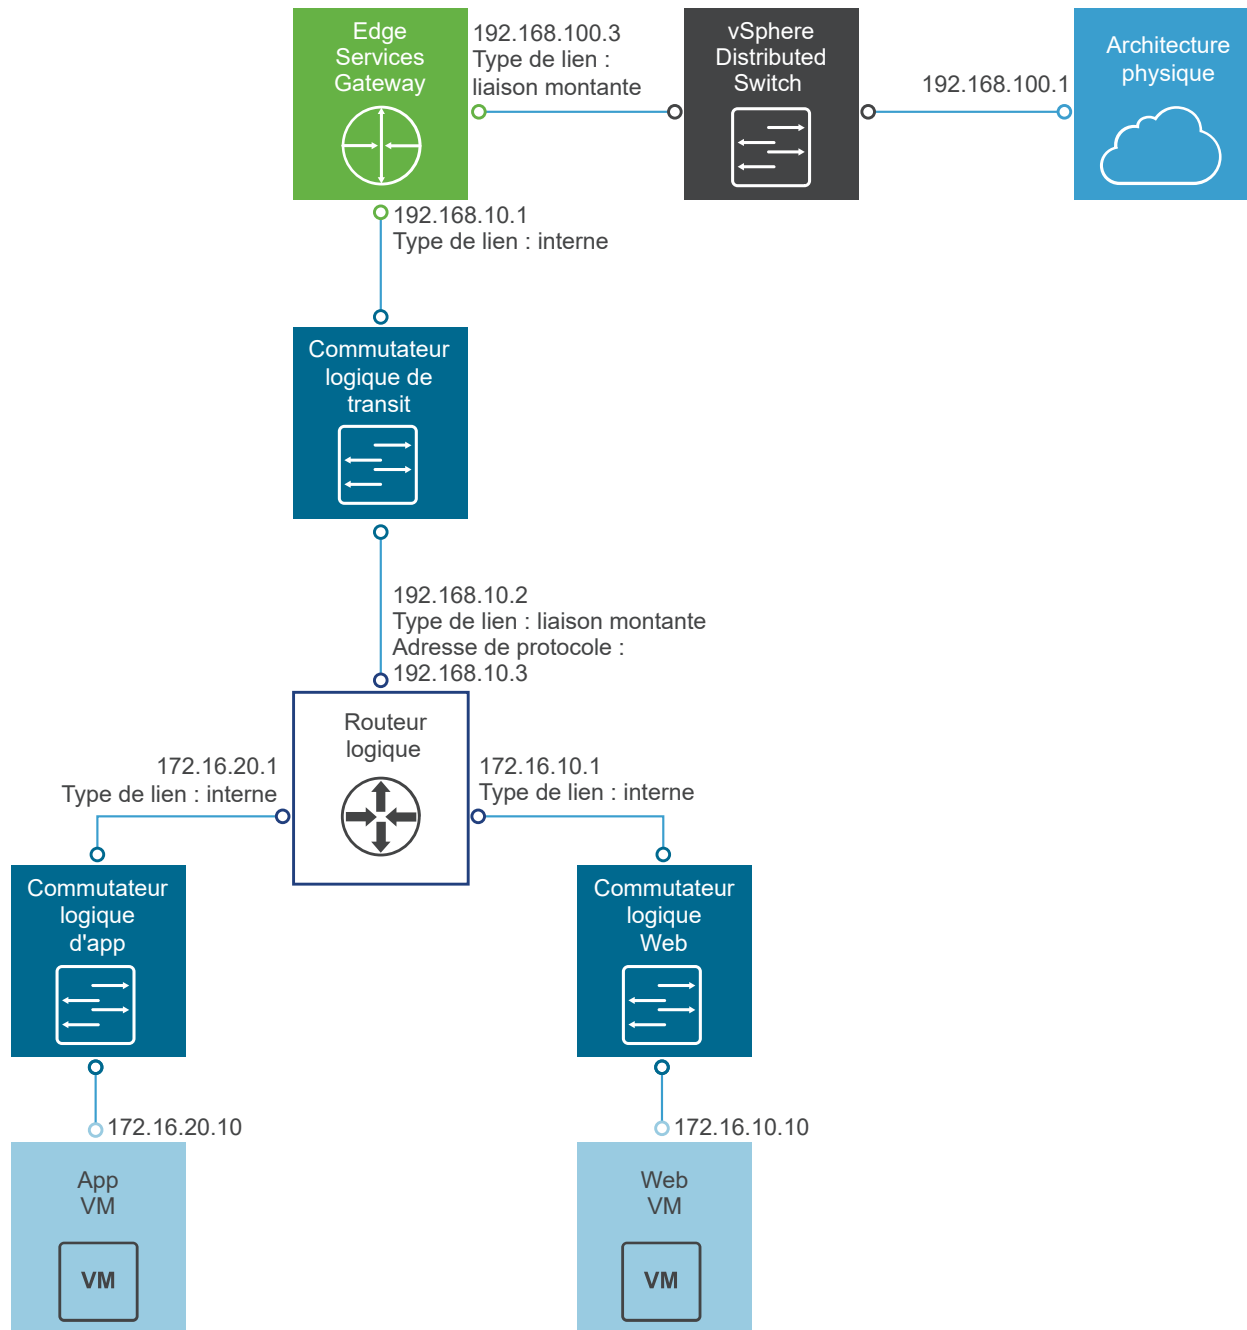 Edge
Services
Gateway
192.168.100.3
Type de lien :
liaison montante
vSphere
Distributed
Switch
192.168.100.1
Architecture
physique
192.168.10.1
Type de lien : interne
Commutateur
logique de
transit
192.168.10.2
Type de lien : liaison montante
Adresse de protocole :
192.168.10.3
Routeur
logique
172.16.20.1
Type de lien : interne
172.16.10.1
Type de lien : interne
Commutateur
logique
d'app
Commutateur
logique
Web
172.16.20.10
172.16.10.10
App
VM
VM
Web
VM
VM